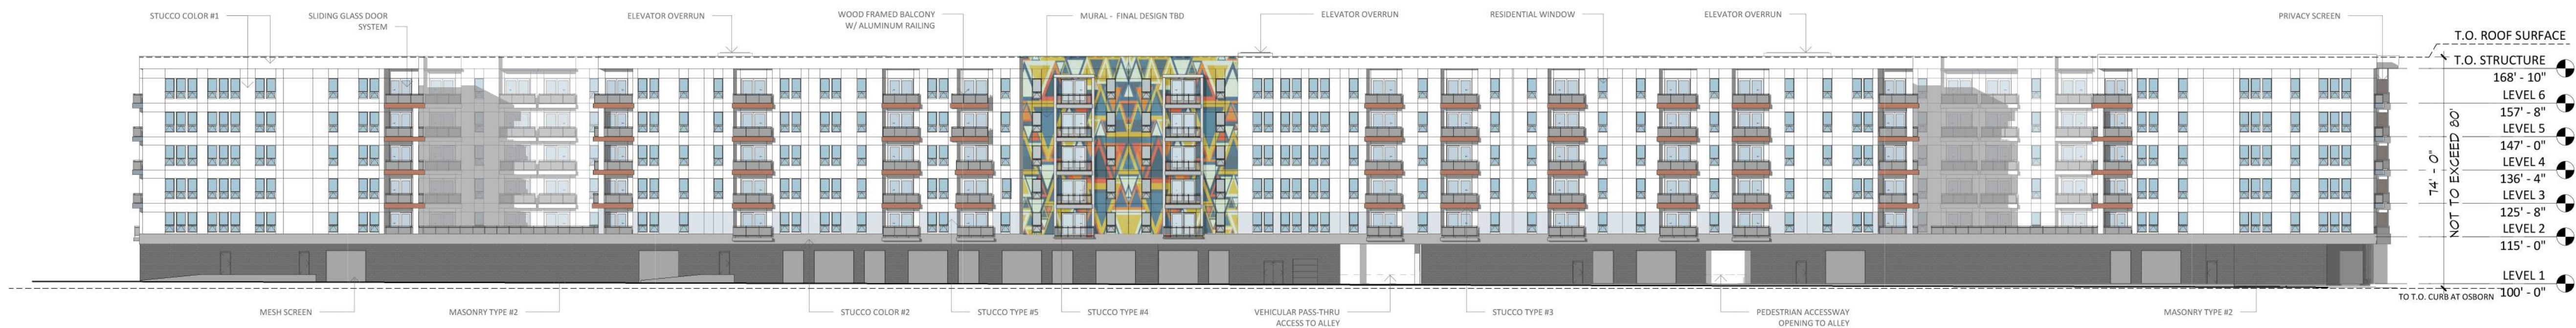 STUCCO COLOR #1
SLIDING GLASS DOOR
SYSTEM
ELEVATOR OVERRUN
WOOD FRAMED BALCONY
W/ ALUMINUM RAILING
MURAL - FINAL DESIGN TBD
ELEVATOR OVERRUN
RESIDENTIAL WINDOW
ELEVATOR OVERRUN
PRIVACY SCREEN
T.O. ROOF SURFACE
T.O. STRUCTURE
168' - 10"
LEVEL 6
157' - 8"
LEVEL 5
147' - 0"
LEVEL 4
136' - 4"
LEVEL 3
125' - 8"
LEVEL 2
115' - 0"
LEVEL 1
100' - 0"
74' - 0"
NOT TO EXCEED 80'
TO T.O. CURB AT OSBORN
MESH SCREEN
MASONRY TYPE #2
STUCCO COLOR #2
STUCCO TYPE #5
STUCCO TYPE #4
VEHICULAR PASS-THRU
ACCESS TO ALLEY
STUCCO TYPE #3
PEDESTRIAN ACCESSWAY
OPENING TO ALLEY
MASONRY TYPE #2